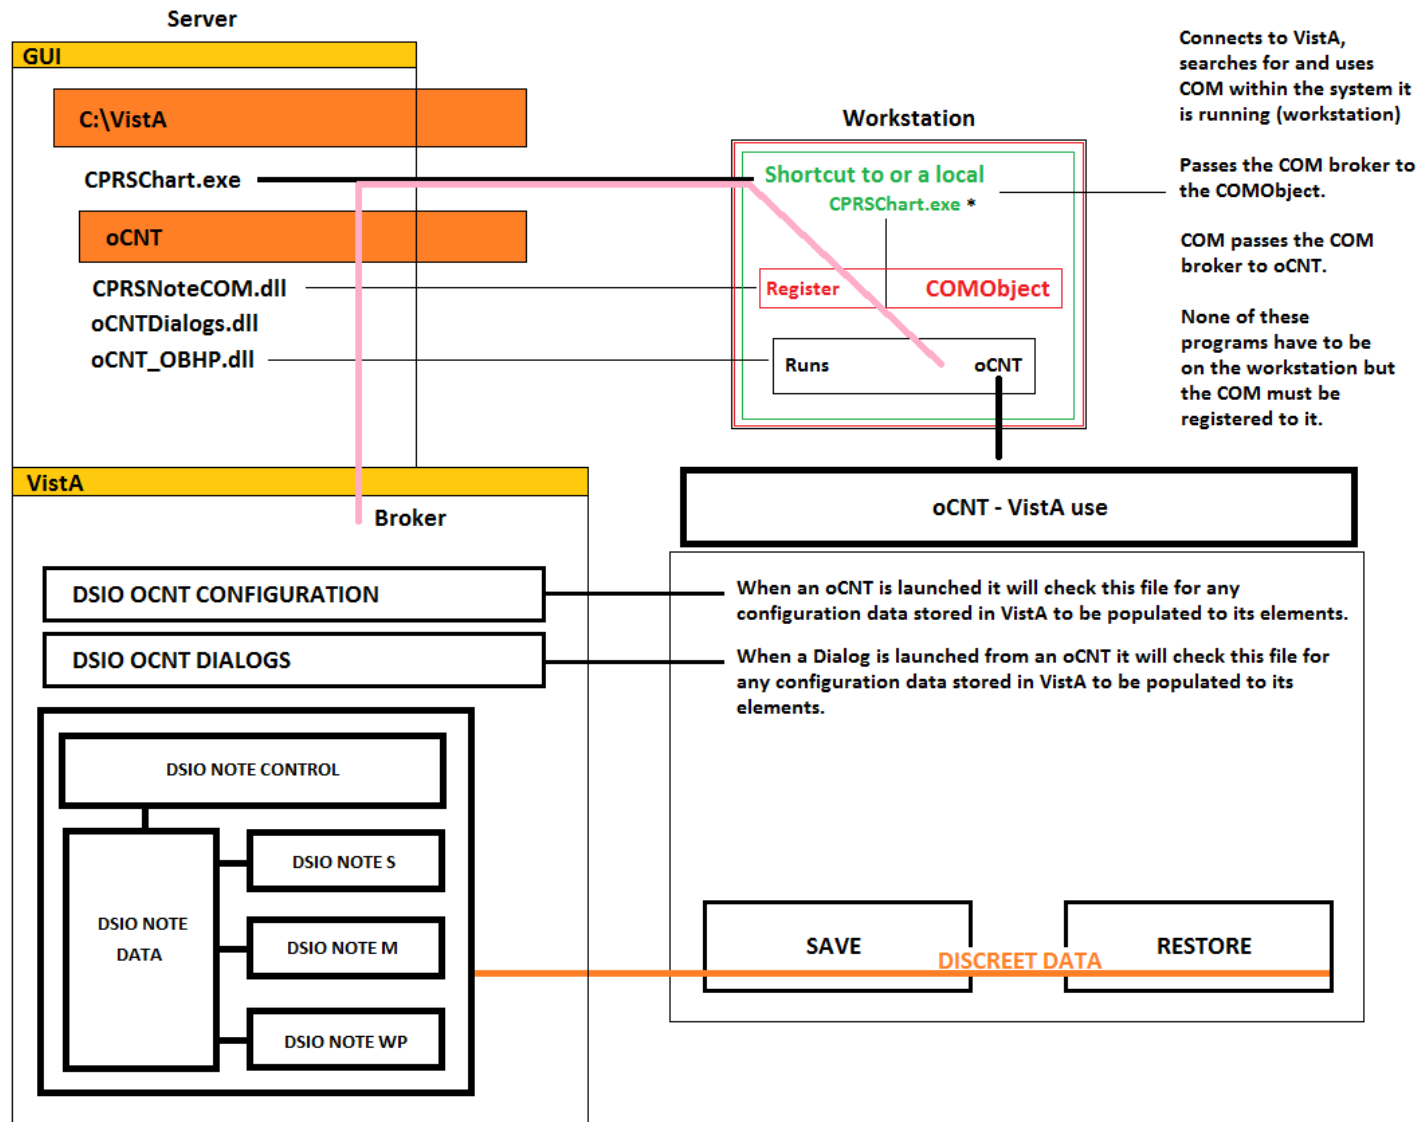 Server
GUI
C:\VistA
CPRSChart.exe
oCNT
CPRSNoteCOM.dll
oCNTDialogs.dll
oCNT_OBHP.dll
Workstation
Shortcut to or a local
CPRSChart.exe *
Register
COMObject
Runs
oCNT
Connects to VistA,
searches for and uses
COM within the system it
is running (workstation)
Passes the COM broker to
the COMObject.
COM passes the COM
broker to oCNT.
None of these
programs have to be
on the workstation but
the COM must be
registered to it.
VistA
Broker
DSIO OCNT CONFIGURATION
DSIO OCNT DIALOGS
DSIO NOTE CONTROL
DSIO NOTE
DATA
DSIO NOTE S
DSIO NOTE M
DSIO NOTE WP
oCNT - VistA use
When an oCNT is launched it will check this file for any
configuration data stored in VistA to be populated to its elements.
When a Dialog is launched from an oCNT it will check this file for
any configuration data stored in VistA to be populated to its
elements.
SAVE
DISCREET DATA
RESTORE